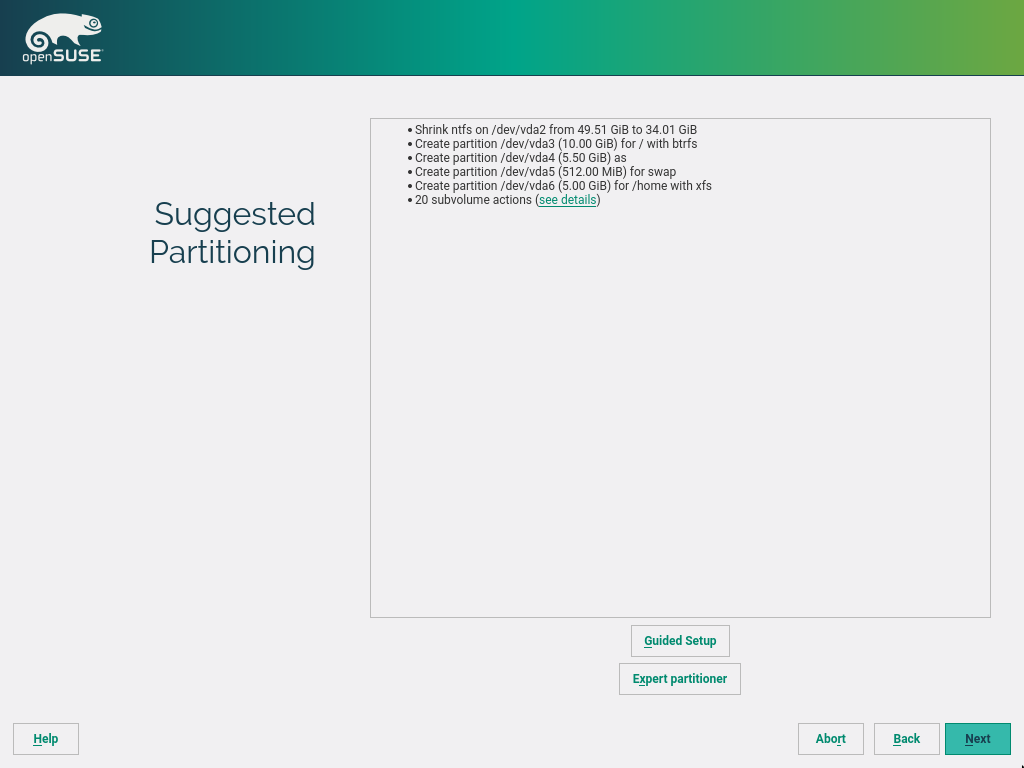 openSUSE
Suggested
Partitioning
• Shrink ntfs on /dev/vda2 from 49.51 GiB to 34.01 GiB
• Create partition /dev/vda3 (10.00 GiB) for / with btrfs
• Create partition /dev/vda4 (5.50 GiB) as
• Create partition /dev/vda5 (512.00 MiB) for swap
• Create partition /dev/vda6 (5.00 GiB) for /home with xfs
• 20 subvolume actions (see details)
Guided Setup
Expert partitioner
Help
Abort
Back
Next